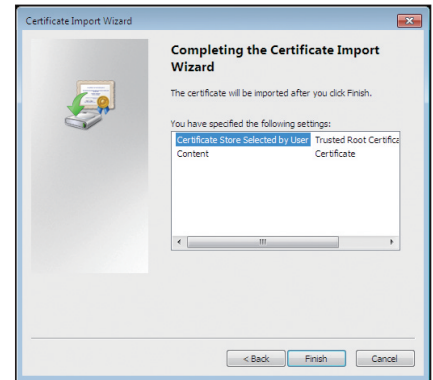 Certificate Import Wizard
Completing the Certificate Import
Wizard
The certificate will be imported after you click Finish.
You have specified the following settings:
Certificate Store Selected by User Trusted Root Certifica
Content Certificate
< Back Finish Cancel